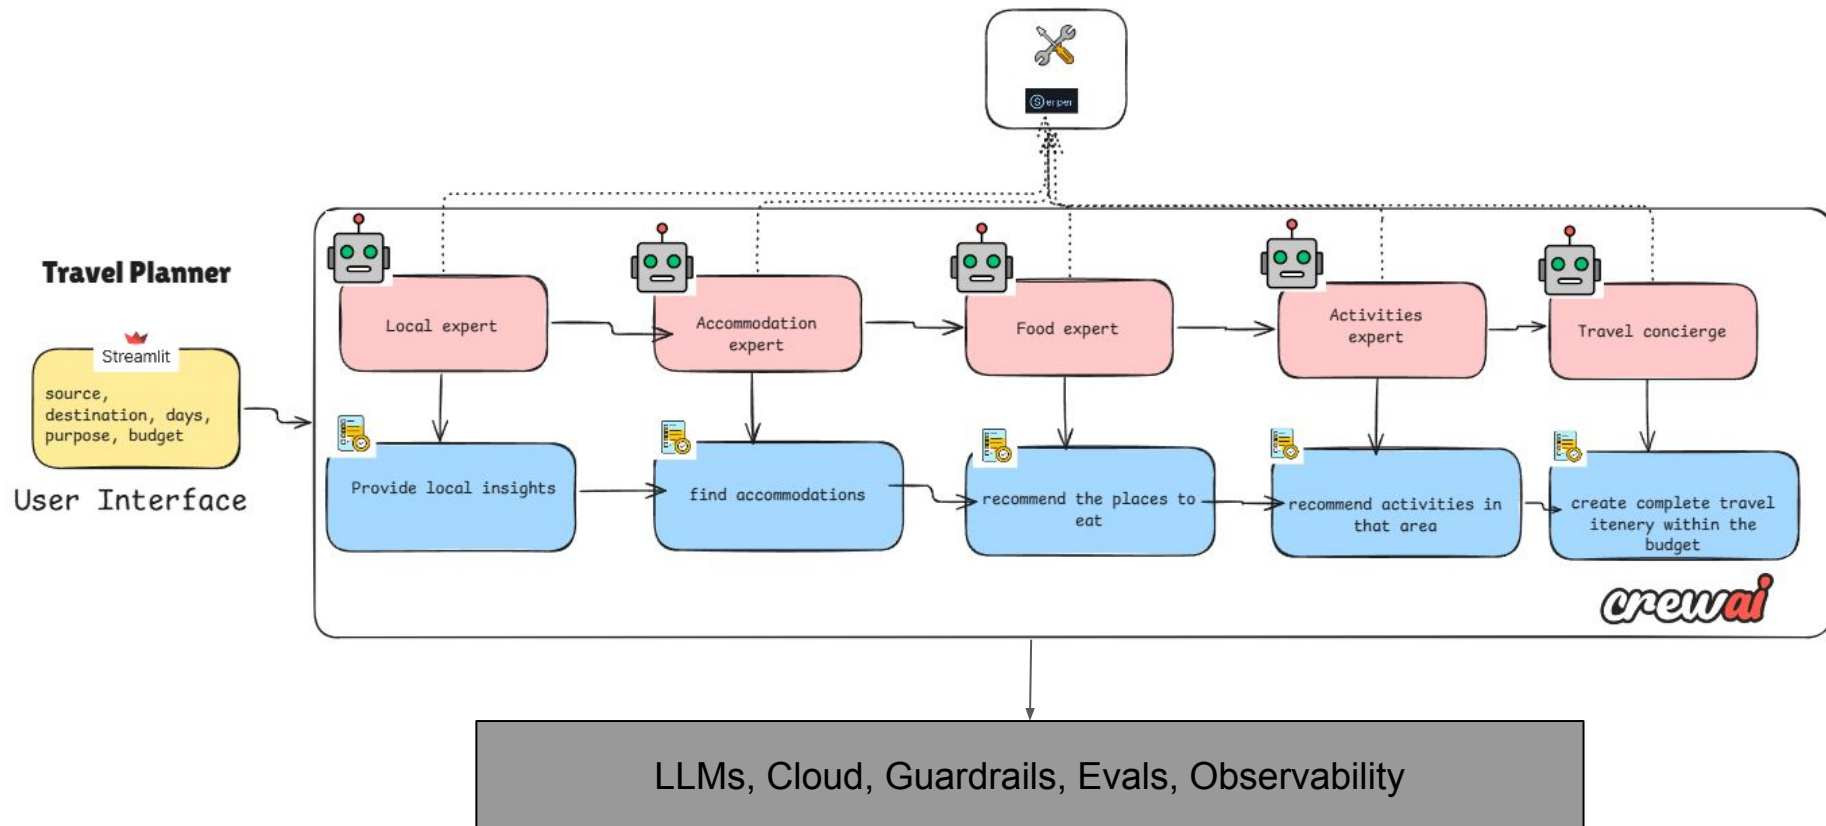 Serper
Travel Planner
Streamlit
source,
destination, days,
purpose, budget
User Interface
Local expert
Accommodation
expert
Food expert
Activities
expert
Travel concierge
Provide local insights
find accommodations
recommend the places to
eat
recommend activities in
that area
create complete travel
itenery within the
budget
crewai
LLMs, Cloud, Guardrails, Evals, Observability